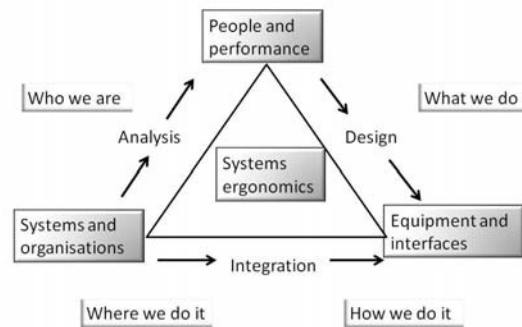 People and
performance
Who we are
What we do
Analysis
Design
Systems
ergonomics
Systems and
organisations
Equipment and
interfaces
Integration
Where we do it
How we do it